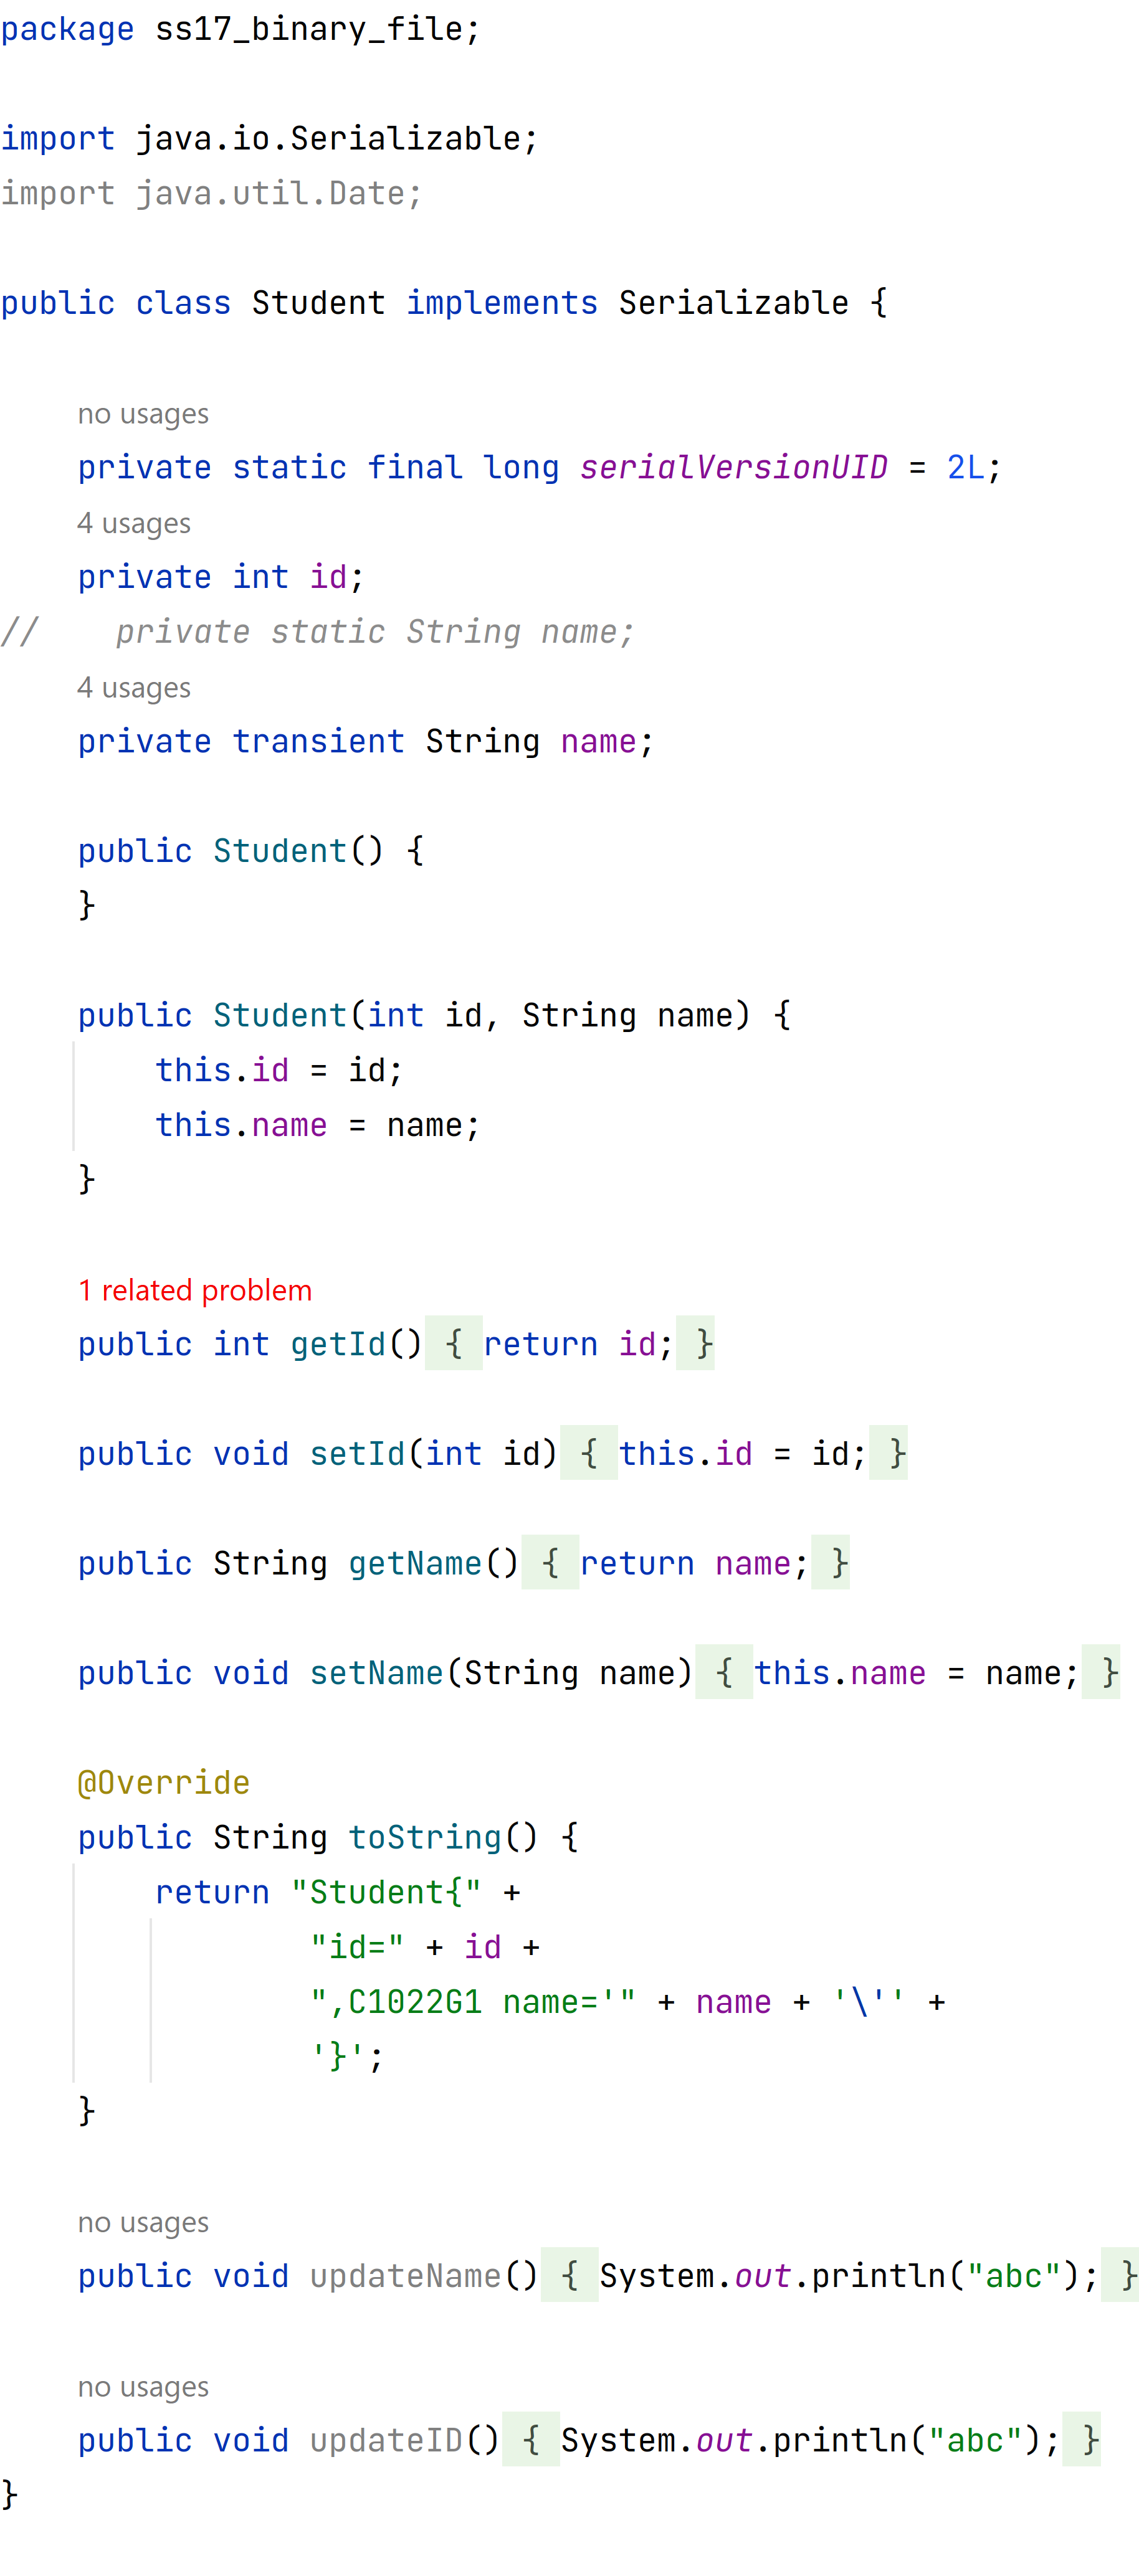 package ss17_binary_file;
import java.io.Serializable;
import java.util.Date;
public class Student implements Serializable {
no usages
private static final long serialVersionUID = 2L;
4 usages
private int id;
//    private static String name;
4 usages
private transient String name;
public Student() {
}
public Student(int id, String name) {
this.id = id;
this.name = name;
}
1 related problem
public int getId() { return id; }
public void setId(int id) { this.id = id; }
public String getName() { return name; }
public void setName(String name) { this.name = name; }
@Override
public String toString() {
return "Student{" +
"id=" + id +
",C1022G1 name='" + name + '\'' +
'}';
}
no usages
public void updateName() { System.out.println("abc"); }
no usages
public void updateID() { System.out.println("abc"); }
}